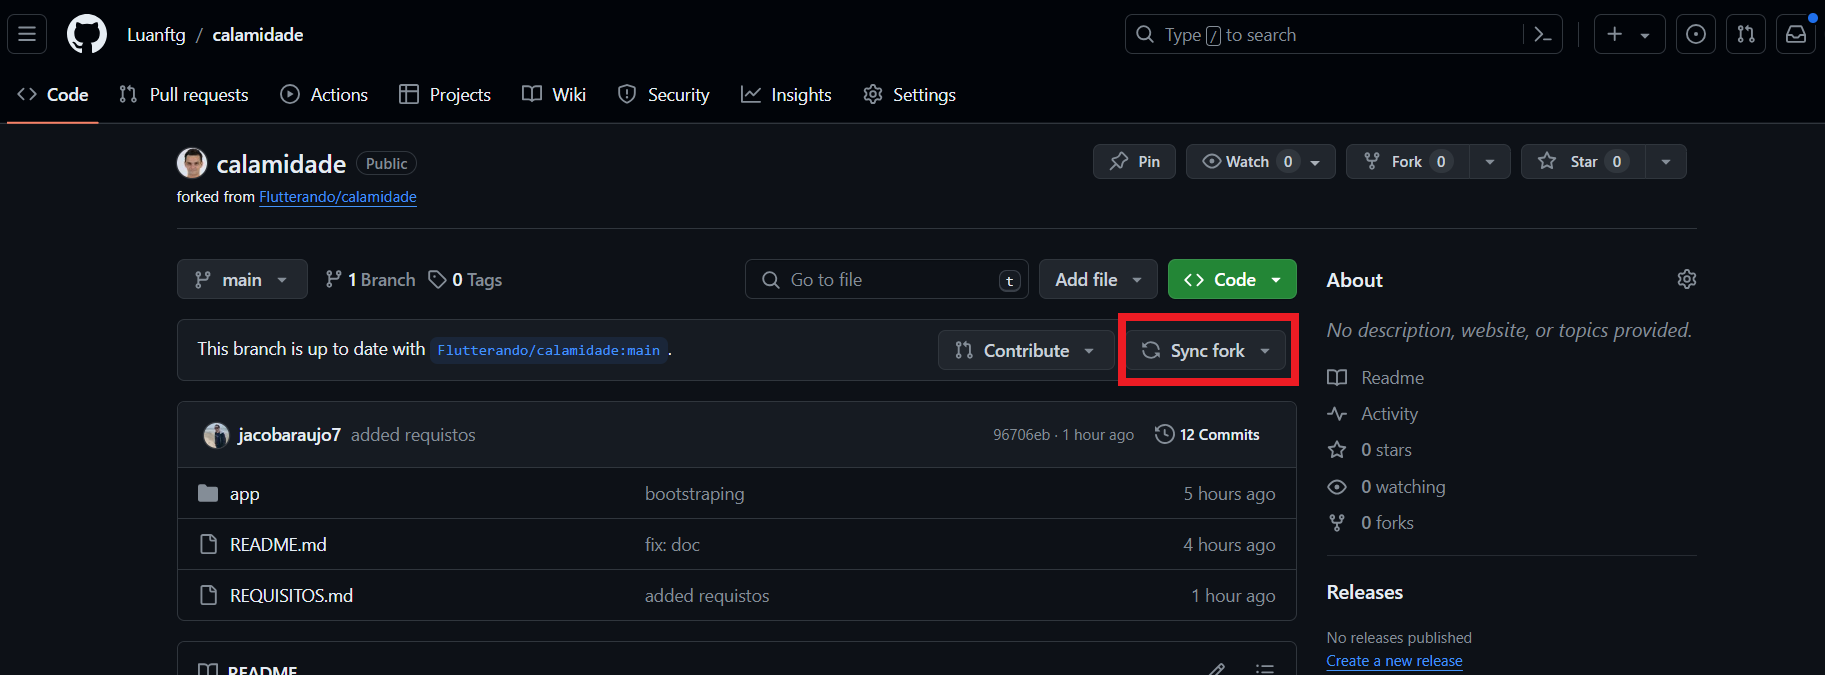 Luanftg / calamidade
Type / to search
Code Pull requests Actions Projects Wiki Security Insights Settings
calamidade Public
Pin Watch 0 Fork 0 Star 0
forked from Flutterando/calamidade
main 1 Branch 0 Tags Go to file t Add file Code
This branch is up to date with Flutterando/calamidade:main .
Contribute Sync fork
jacobaraujo7 added requistos 96706eb · 1 hour ago 12 Commits
app bootstraping 5 hours ago
README.md fix: doc 4 hours ago
REQUISITOS.md added requistos 1 hour ago
README
About
No description, website, or topics provided.
Readme
Activity
0 stars
0 watching
0 forks
Releases
No releases published
Create a new release